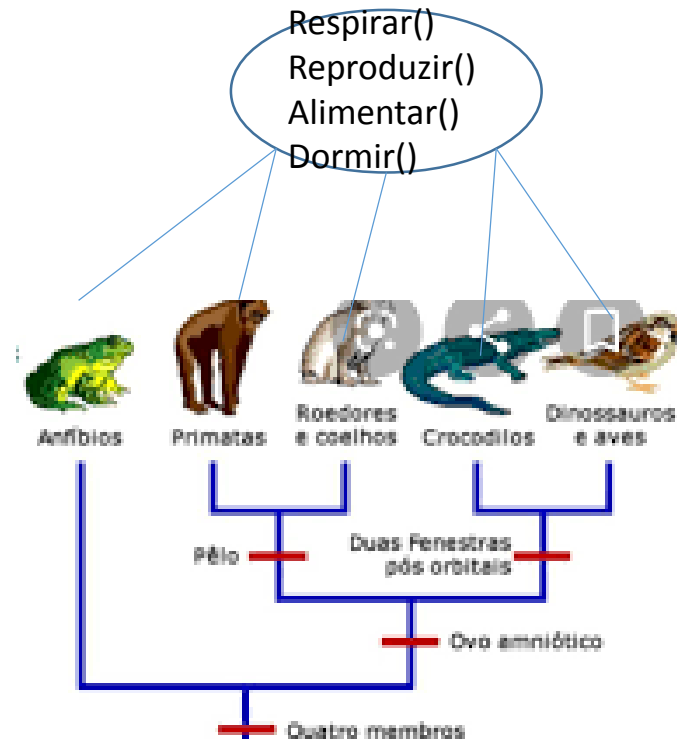 Respirar()
Reproduzir()
Alimentar()
Dormir()
Anfíbios
Primatas
Roedores
e coelhos
Crocodilos
Dinossauros
e aves
Pêlo
Duas Fenestras
pós orbitais
Ovo amniótico
Quatro membros